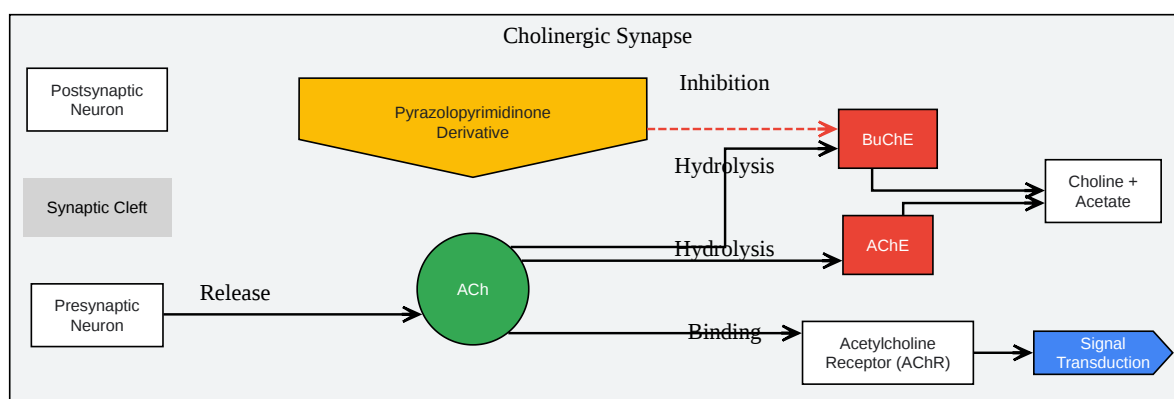 Cholinergic Synapse
Postsynaptic
Neuron
Pyrazolopyrimidinone
Derivative
Inhibition
BuChE
Hydrolysis
Choline +
Acetate
Synaptic Cleft
Hydrolysis
AChE
ACh
Release
Presynaptic
Neuron
Binding
Acetylcholine
Receptor (AChR)
Signal
Transduction